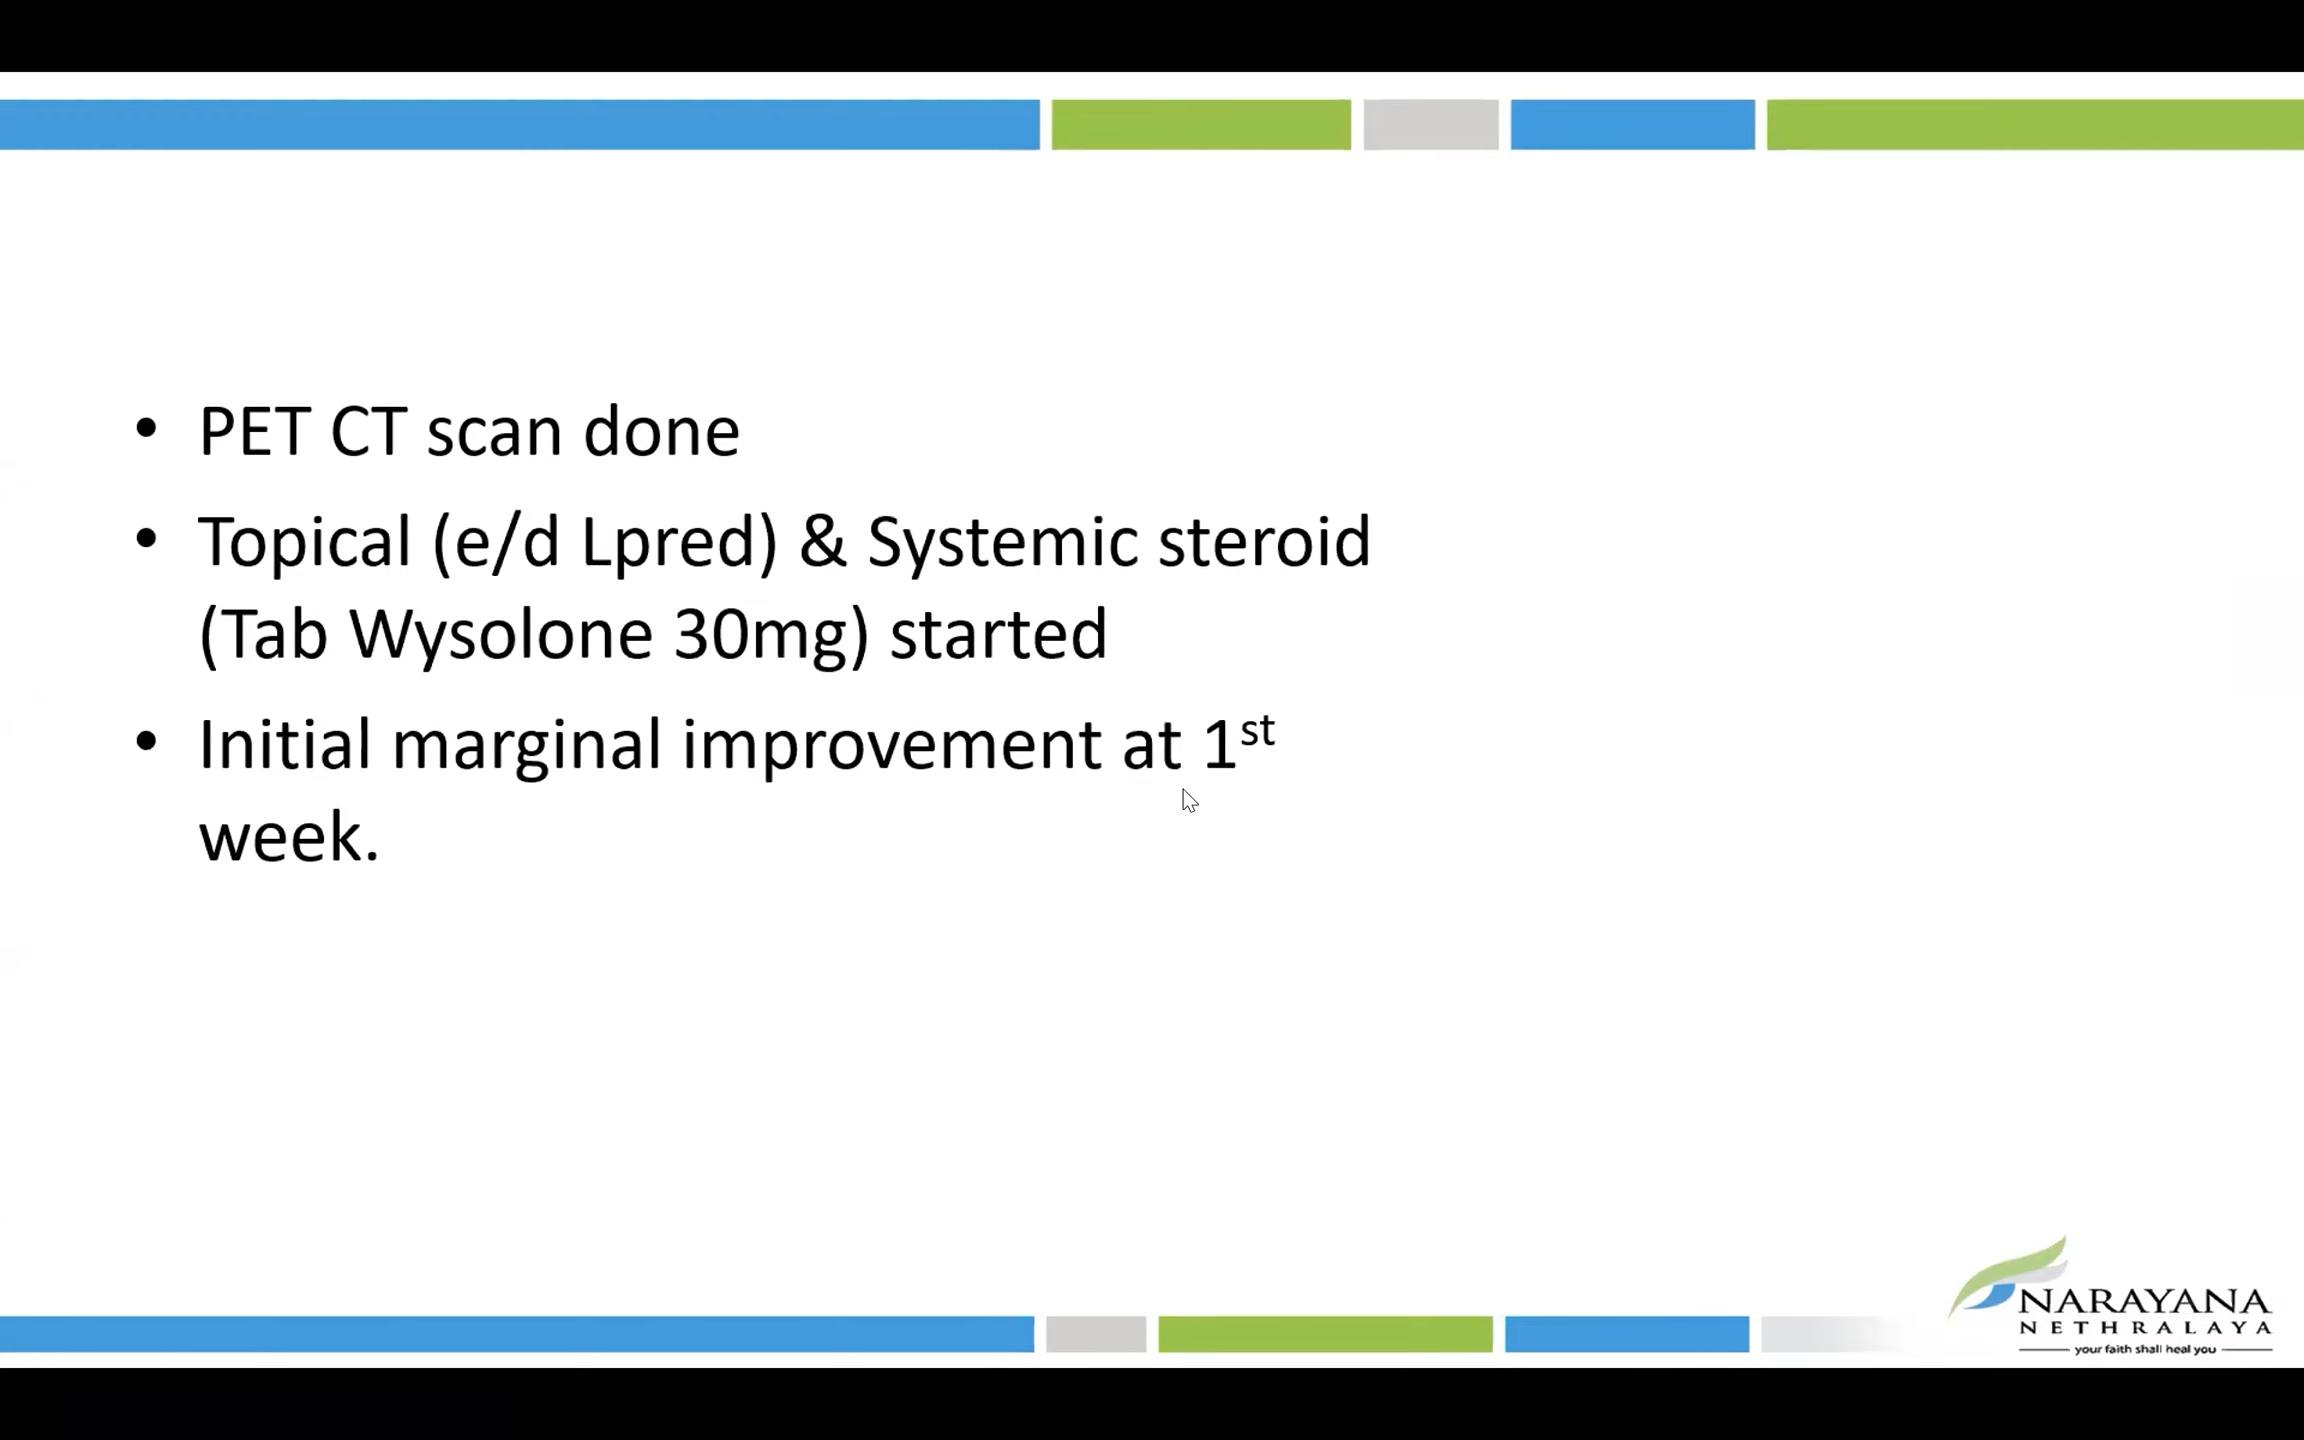 • PET CT scan done
• Topical (e/d Lpred) & Systemic steroid
(Tab Wysolone 30mg) started
• Initial marginal improvement at 1st
week.
NARAYANA
NETHRALAYA
your faith shall heal you